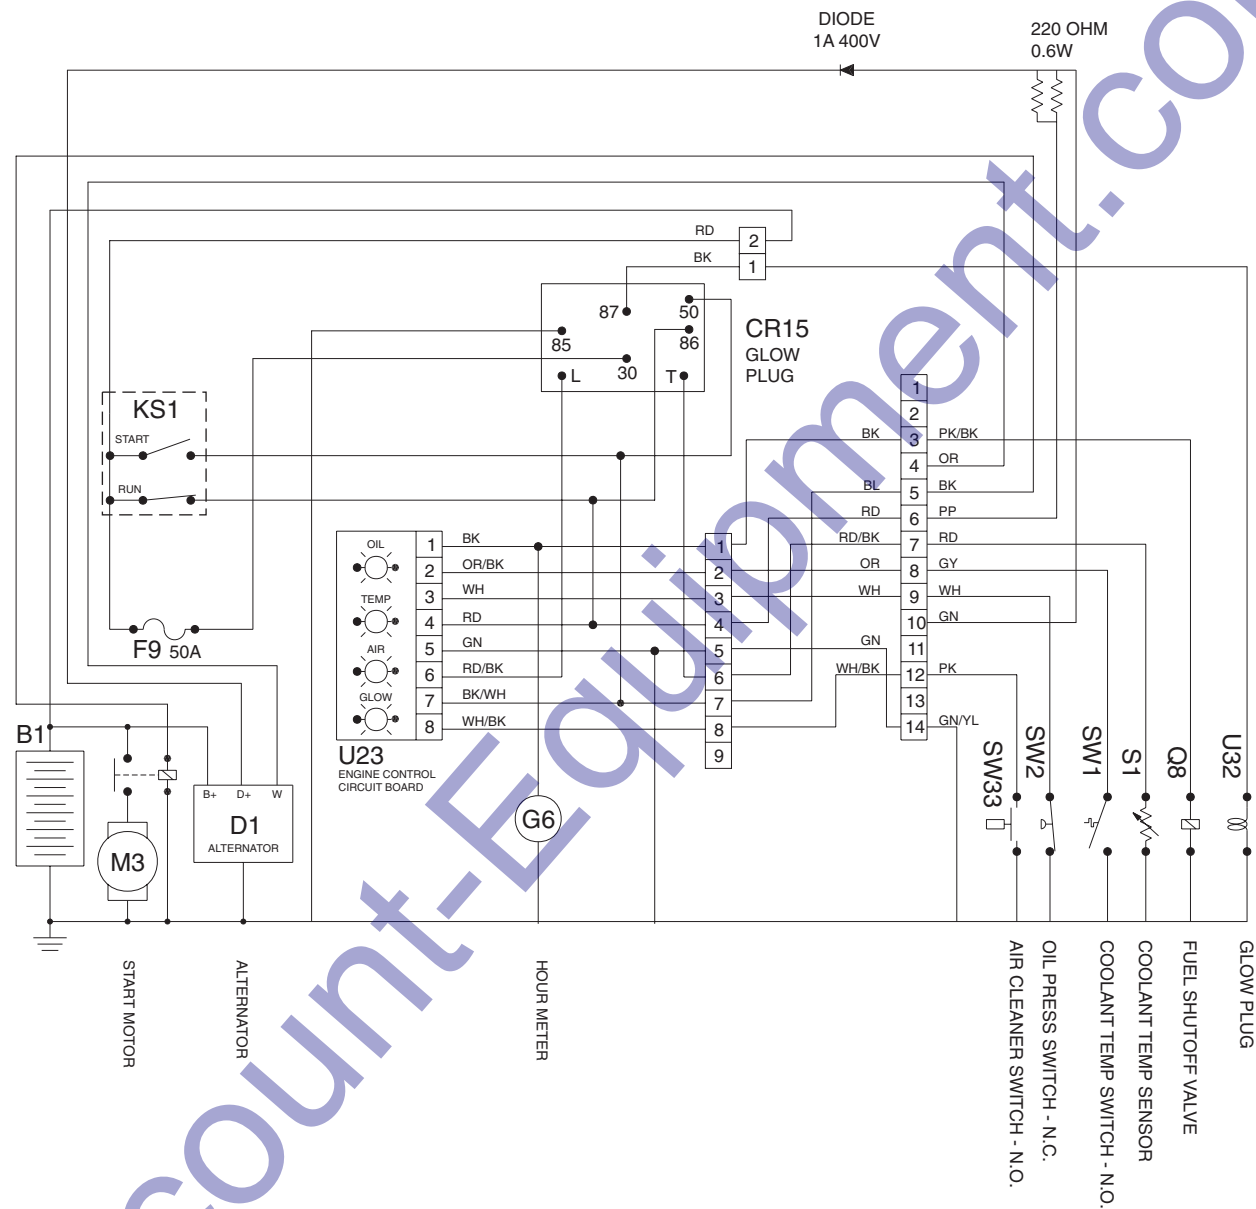 DIODE
1A 400V
220 OHM
0.6W
RD
2
BK
1
87
50
85
86
30
L
T
CR15
GLOW
PLUG
KS1
START
RUN
F9 50A
1
2
3
4
5
6
7
8
9
10
11
12
13
14
BK
BL
RD
RD/BK
OR
WH
GN
WH/BK
PK/BK
OR
BK
PP
RD
GY
WH
GN
PK
GN/YL
OIL
TEMP
AIR
GLOW
1
2
3
4
5
6
7
8
BK
OR/BK
WH
RD
GN
RD/BK
BK/WH
WH/BK
1
2
3
4
5
6
7
8
9
U23
ENGINE CONTROL
CIRCUIT BOARD
B1
B+ D+ W
D1
ALTERNATOR
M3
G6
SW33
SW2
SW1
S1
Q8
U32
START MOTOR
ALTERNATOR
HOUR METER
AIR CLEANER SWITCH - N.O.
OIL PRESS SWITCH - N.C.
COOLANT TEMP SWITCH - N.O.
COOLANT TEMP SENSOR
FUEL SHUTOFF VALVE
GLOW PLUG
count-Equipment.co